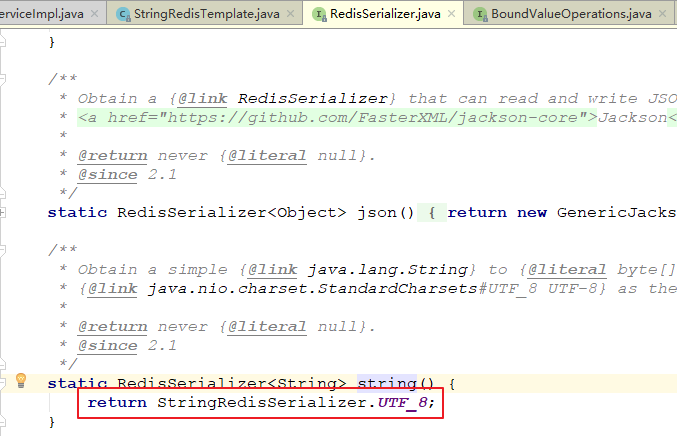 erviceImpl.java × StringRedisTemplate.java × RedisSerializer.java × BoundValueOperations.java ×
}
/**
* Obtain a {@link RedisSerializer} that can read and write JSO
* <a href="https://github.com/FasterXML/jackson-core">Jackson<
*
* @return never {@literal null}.
* @since 2.1
*/
static RedisSerializer<Object> json() { return new GenericJacks
/**
* Obtain a simple {@link java.lang.String} to {@literal byte[]
* {@link java.nio.charset.StandardCharsets#UTF_8 UTF-8} as the
*
* @return never {@literal null}.
* @since 2.1
*/
static RedisSerializer<String> string() {
return StringRedisSerializer.UTF_8;
}